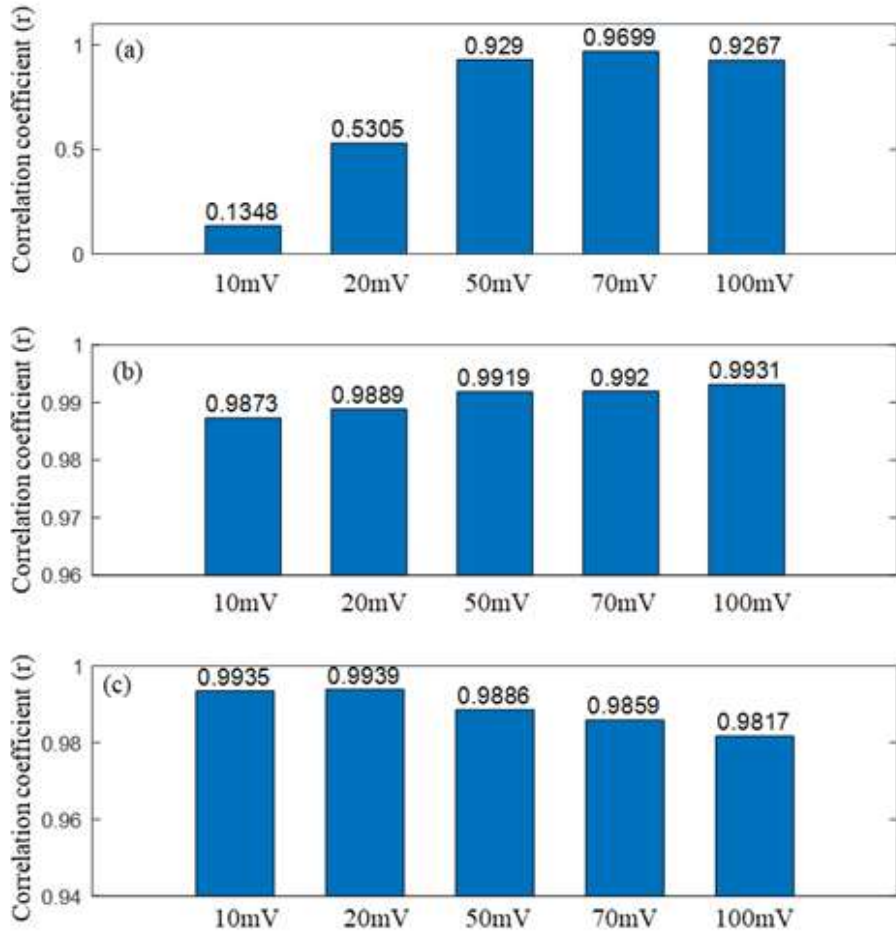 Correlation coefficient (r)
(a)
1
0.5
0
0.1348
0.5305
0.929
0.9699
0.9267
10mV
20mV
50mV
70mV
100mV
Correlation coefficient (r)
(b)
1
0.99
0.98
0.97
0.96
0.9873
0.9889
0.9919
0.992
0.9931
10mV
20mV
50mV
70mV
100mV
Correlation coefficient (r)
(c)
1
0.98
0.96
0.94
0.9935
0.9939
0.9886
0.9859
0.9817
10mV
20mV
50mV
70mV
100mV